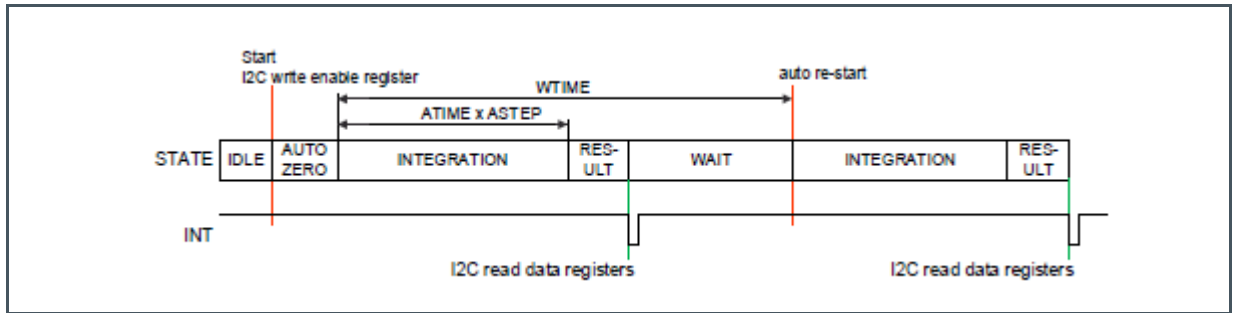 Start
I2C write enable register
auto re-start
WTIME
ATIME x ASTEP
STATE
IDLE
AUTO
ZERO
INTEGRATION
RES-
ULT
WAIT
INTEGRATION
RES-
ULT
INT
I2C read data registers
I2C read data registers